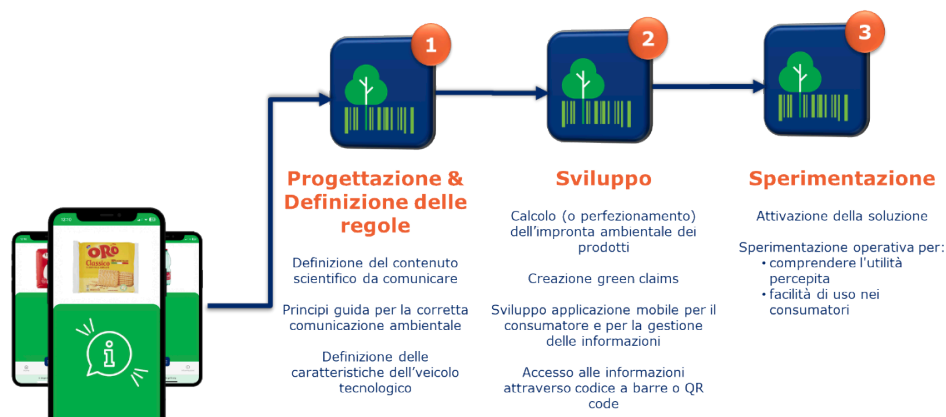 1
2
3
Progettazione &
Definizione delle
regole
Definizione del contenuto
scientifico da comunicare
Principi guida per la corretta
comunicazione ambientale
Definizione delle
caratteristiche dell'veicolo
tecnologico
Sviluppo
Calcolo (o perfezionamento)
dell'impronta ambientale dei
prodotti
Creazione green claims
Sviluppo applicazione mobile per il
consumatore e per la gestione
delle informazioni
Accesso alle informazioni
attraverso codice a barre o QR
code
Sperimentazione
Attivazione della soluzione
Sperimentazione operativa per:
• comprendere l'utilità
percepita
• facilità di uso nei
consumatori
ORO
Classico
i